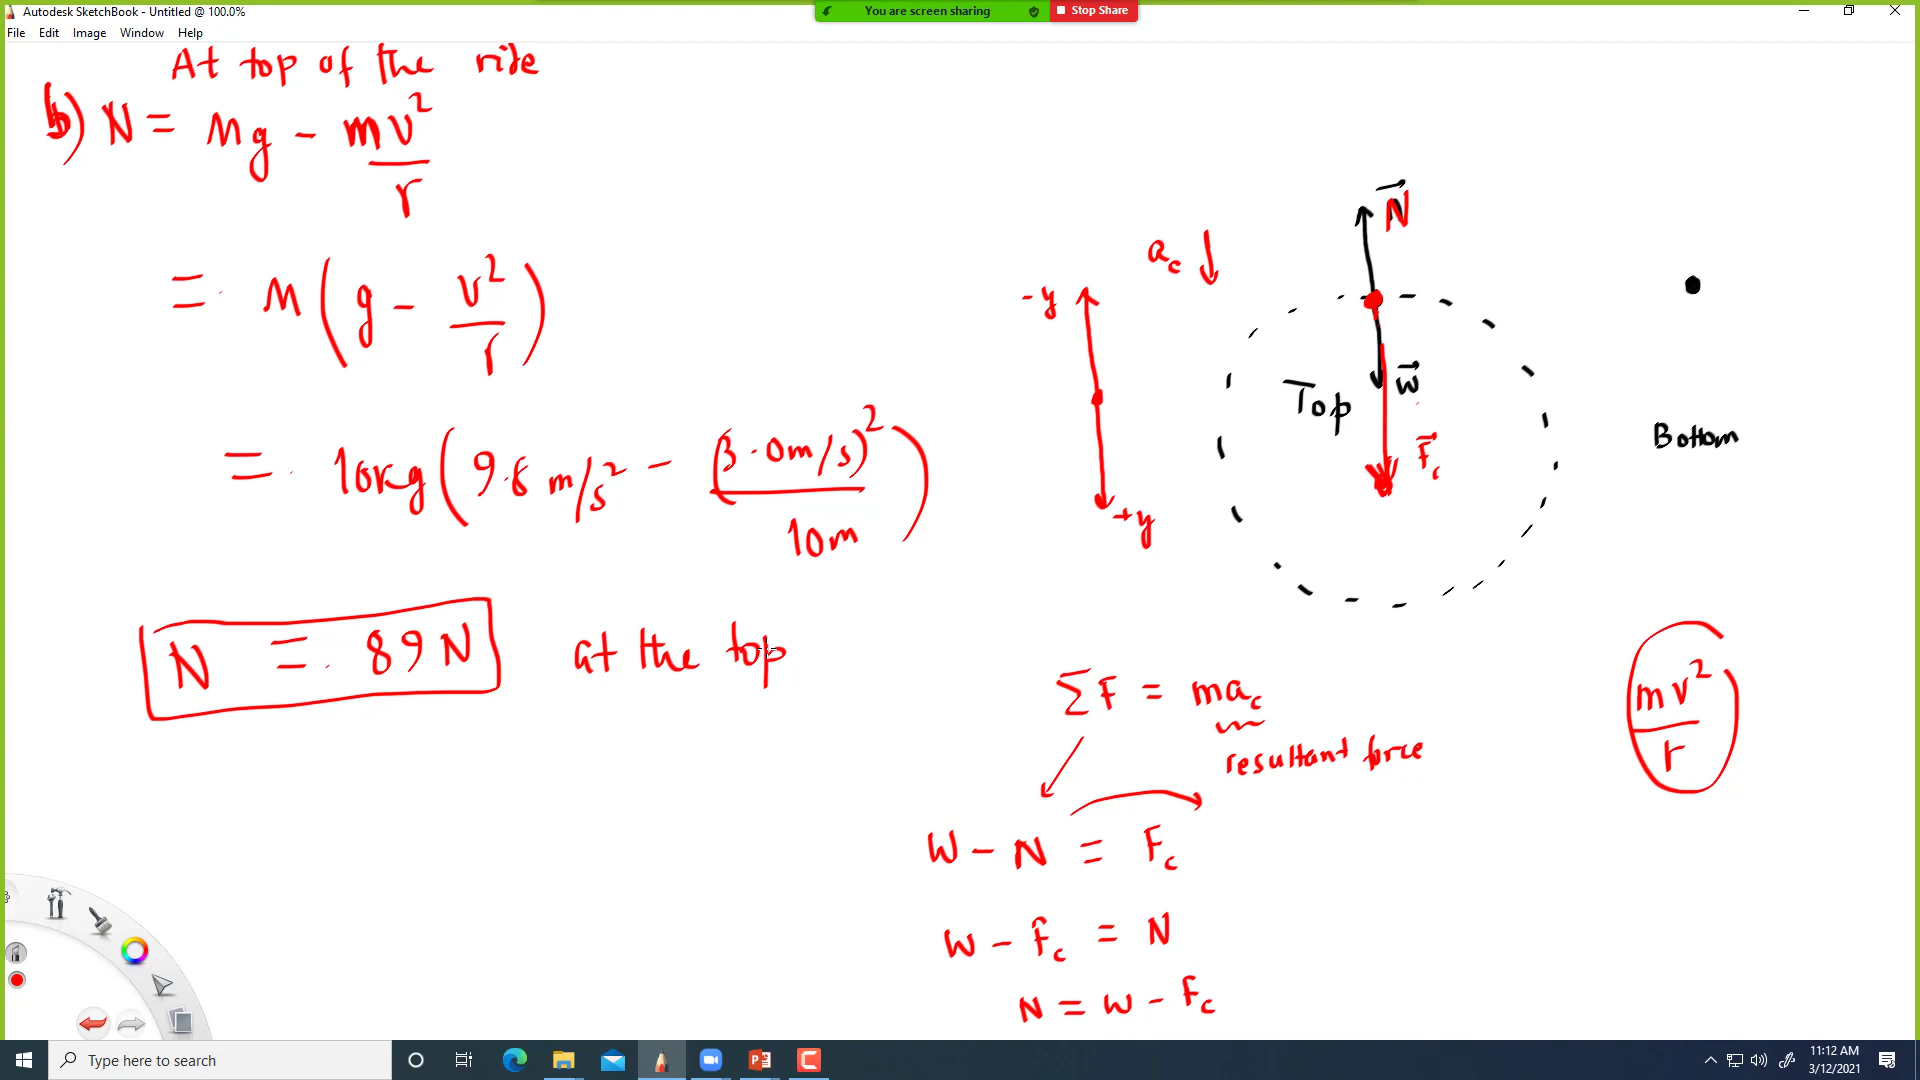 Autodesk SketchBook - Untitled @ 100.0%
You are screen sharing
Stop Share
File Edit Image Window Help
At top of the ride
b) N = Mg - mv²/r
= M(g - v²/r)
= 10kg(9.8 m/s² - (3.0m/s)²/10m)
N = 89N at the top
N
ac
-y
+y
Top
w
Fc
Bottom
ΣF = mac
resultant force
mv²/r
W - N = Fc
W - Fc = N
N = W - Fc
Type here to search
11:12 AM
3/12/2021